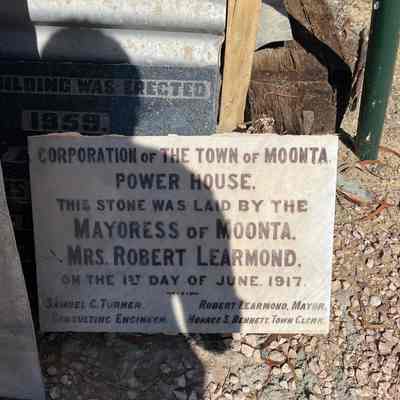 BUILDING WAS ERECTED
1959.
CORPORATION OF THE TOWN OF MOONTA.
POWER HOUSE.
THIS STONE WAS LAID BY THE
MAYORESS OF MOONTA.
MRS. ROBERT LEARMOND,
ON THE 1ST DAY OF JUNE. 1917.
SAMUEL C. TURNER. ROBERT LEARMOND, MAYOR.
CONSULTING ENGINEER. HORACE S. BENNETT, TOWN CLERK.